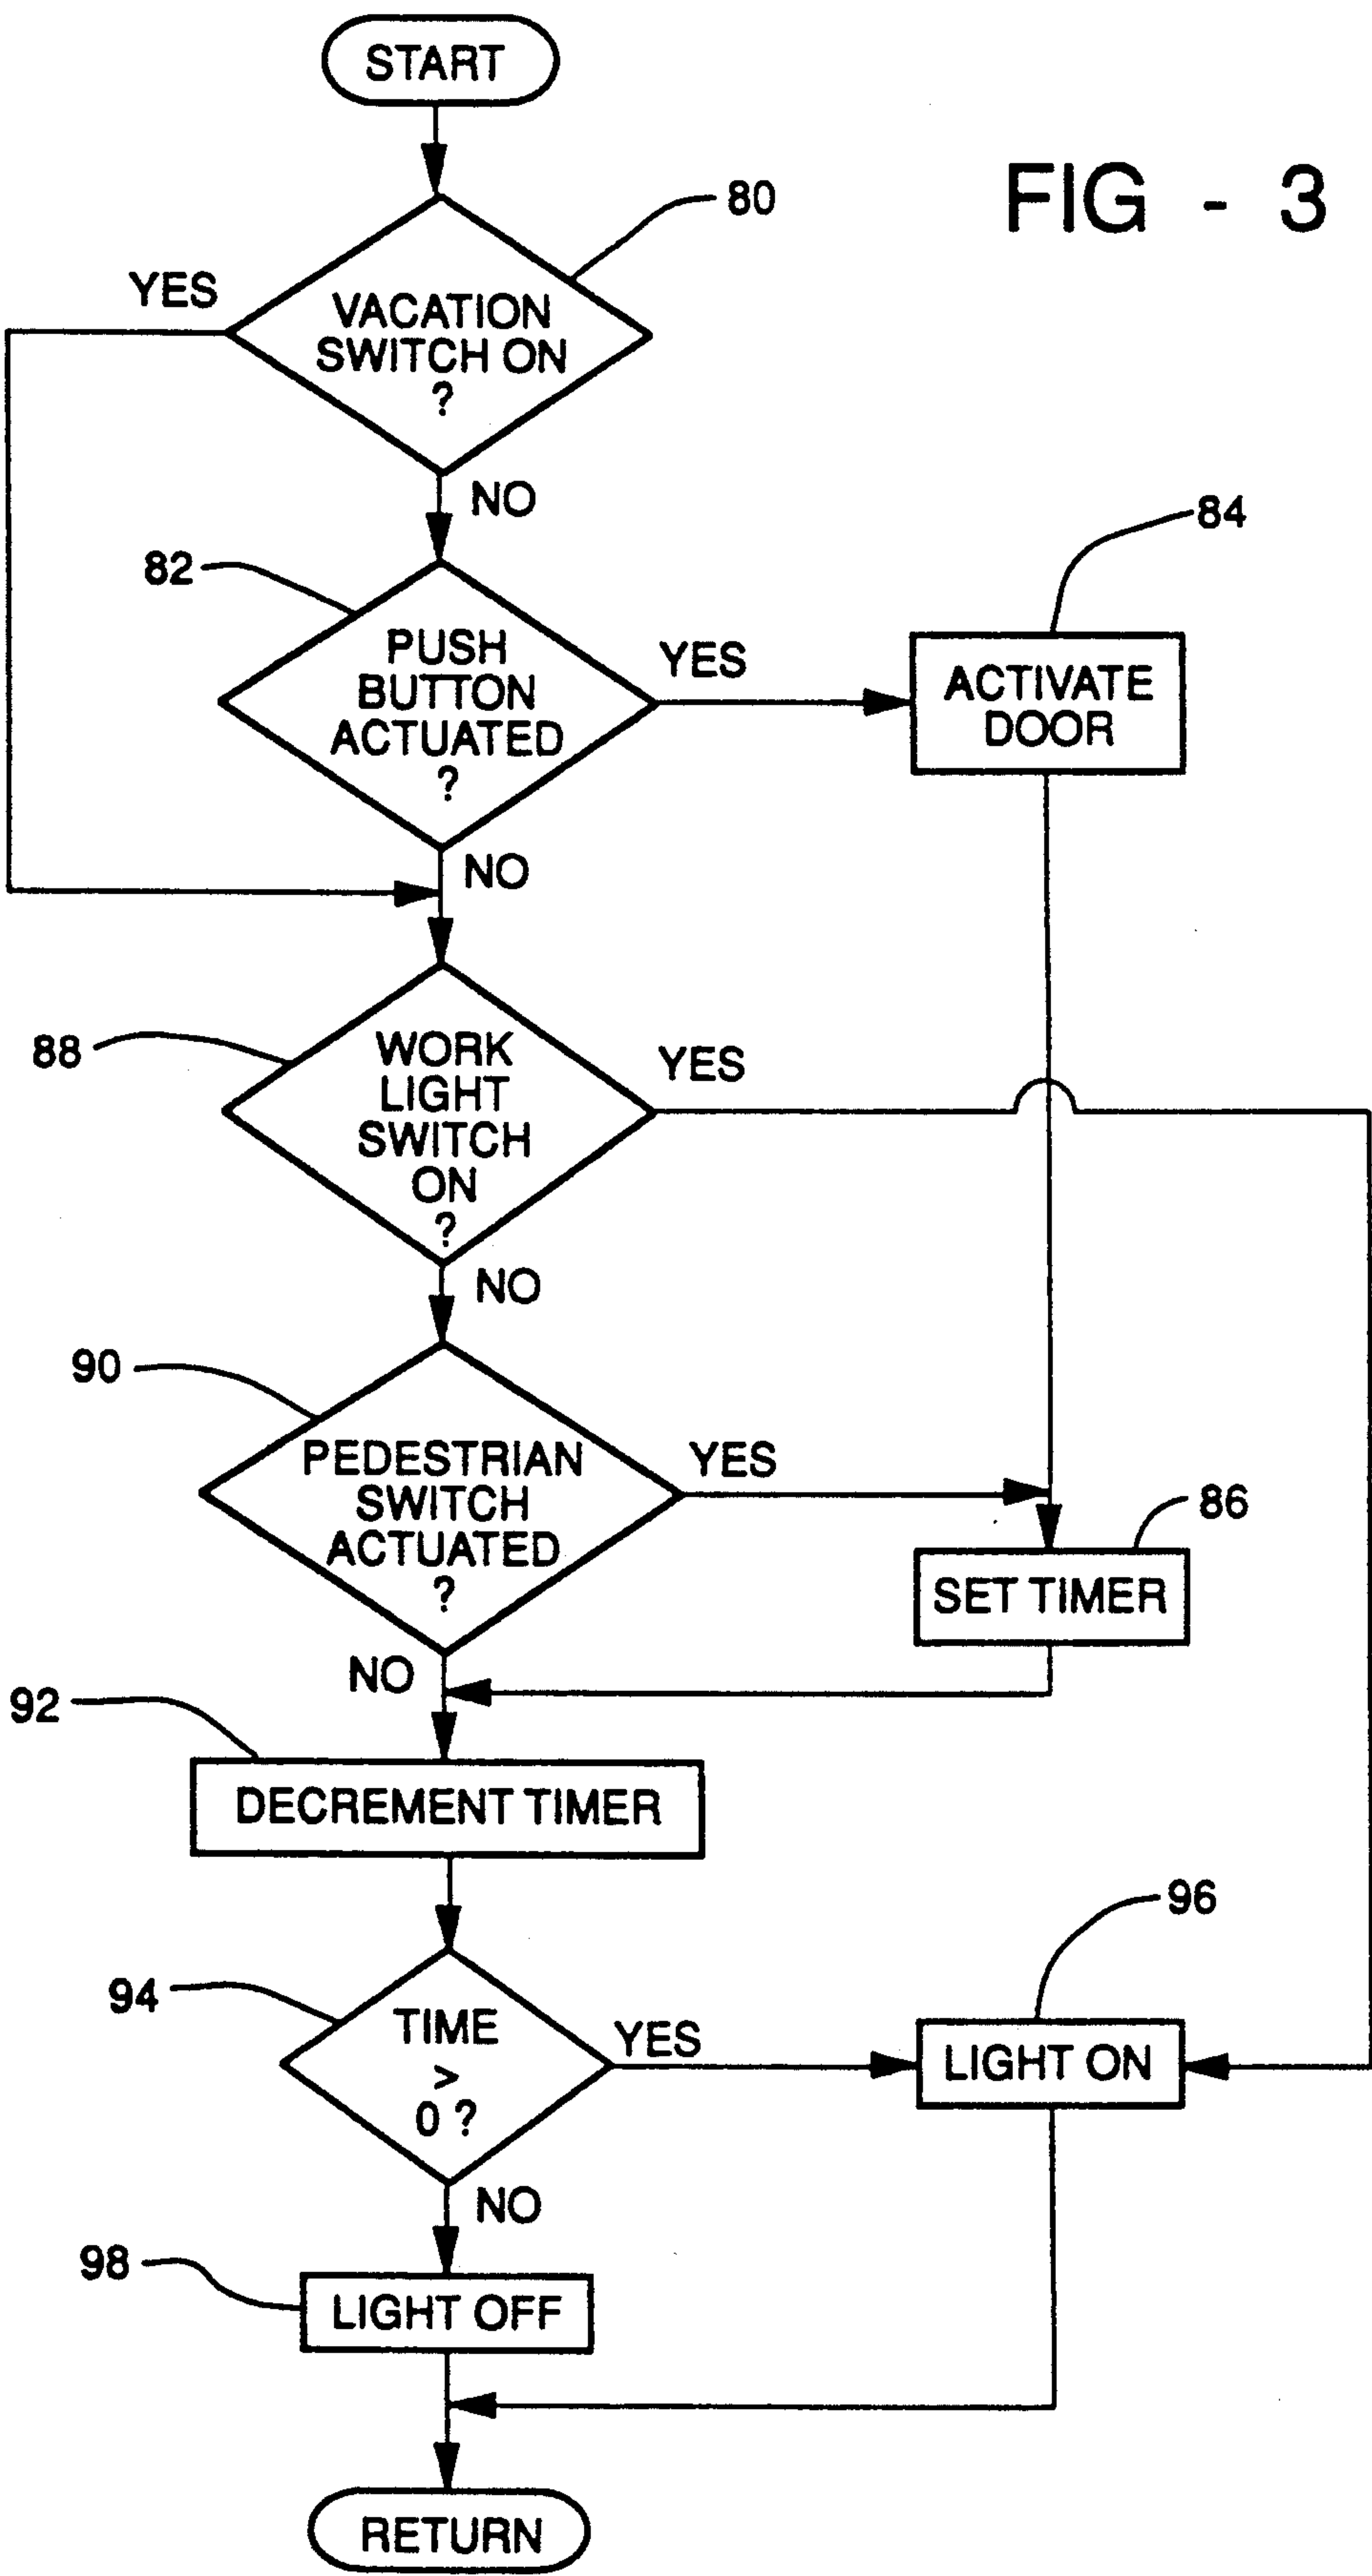 START
FIG - 3
80
YES
VACATION
SWITCH ON
?
NO
84
82
PUSH
BUTTON
ACTUATED
?
YES
ACTIVATE
DOOR
NO
88
WORK
LIGHT
SWITCH
ON
?
YES
NO
90
PEDESTRIAN
SWITCH
ACTUATED
?
YES
86
SET TIMER
NO
92
DECREMENT TIMER
96
94
TIME
>
0 ?
YES
LIGHT ON
NO
98
LIGHT OFF
RETURN